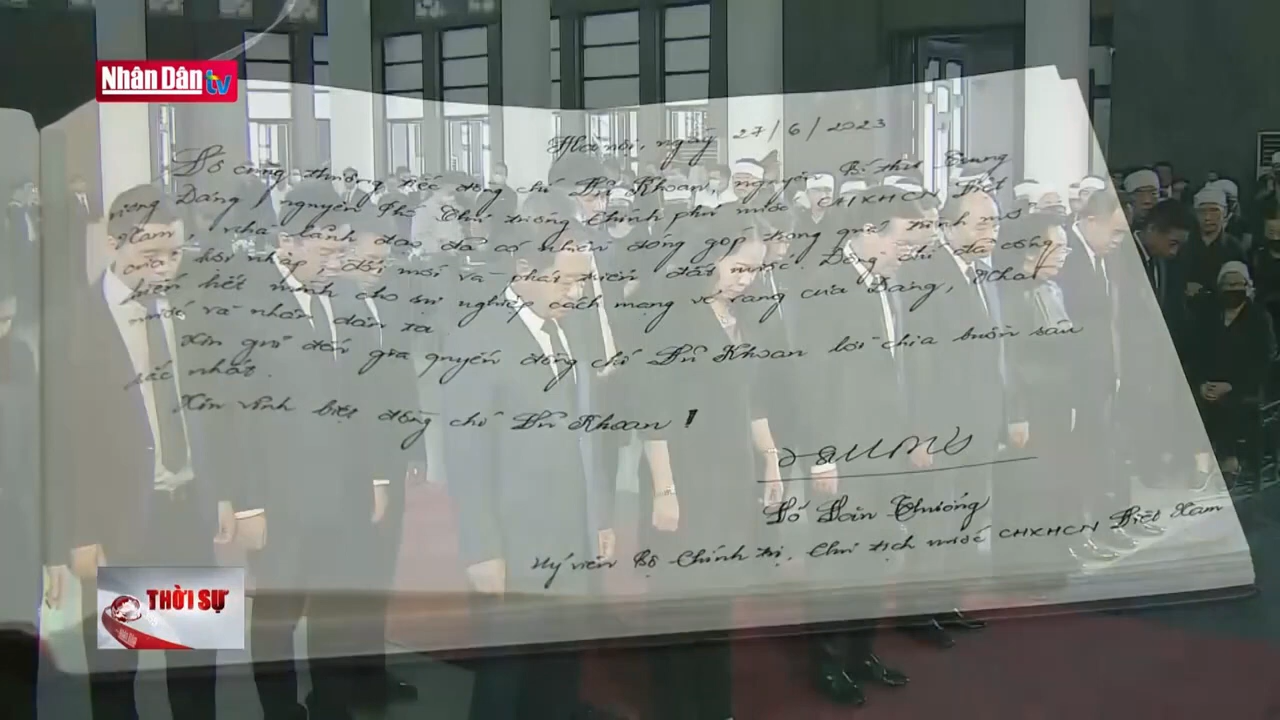 Nhân Dân tv
Hà nội, ngày 27/6/2023
Vô cùng thương tiếc đồng chí Vũ Khoan, nguyên Bí thư Trung
ương Đảng, nguyên Phó Thủ tướng Chính phủ nước CHXHCN Việt
Nam, nhà lãnh đạo đã có nhiều đóng góp trong quá trình mở
cửa, hội nhập, đổi mới và phát triển đất nước. Đồng chí đã cống
hiến hết mình cho sự nghiệp cách mạng vẻ vang của Đảng, Nhà
nước và nhân dân ta.
Xin gửi đến gia quyến đồng chí Vũ Khoan lời chia buồn sâu
sắc nhất.
Xin vĩnh biệt đồng chí Vũ Khoan !
Võ Văn Thưởng
Uỷ viên Bộ Chính trị, Chủ tịch nước CHXHCN Việt Nam
THỜI SỰ